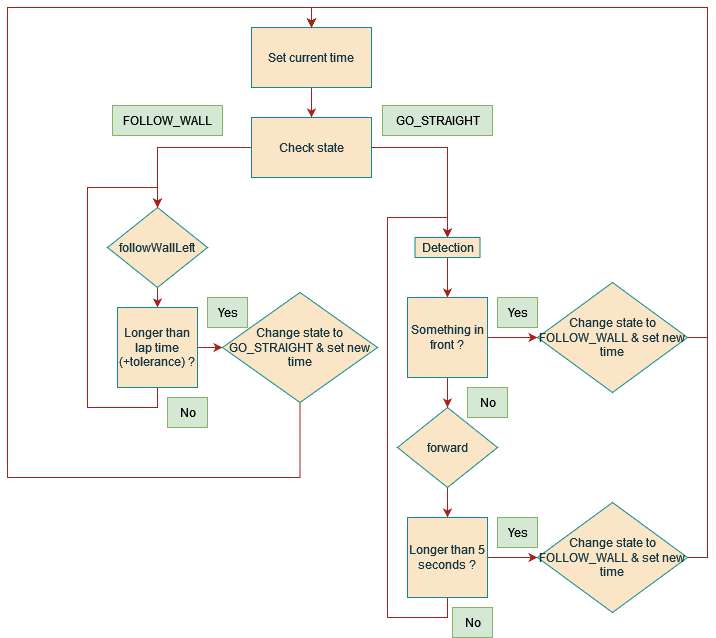 Set current time
FOLLOW_WALL
GO_STRAIGHT
Check state
followWallLeft
Detection
Yes
Longer than
lap time
(+tolerance) ?
Change state to
GO_STRAIGHT & set new
time
No
Something in
front ?
Yes
Change state to
FOLLOW_WALL & set new
time
No
forward
Longer than 5
seconds ?
Yes
Change state to
FOLLOW_WALL & set new
time
No